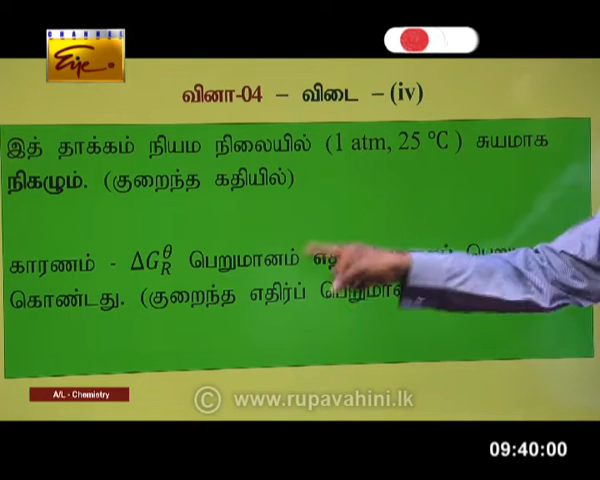 CHANNEL
Eye
வினா-04 – விடை – (iv)
இத் தாக்கம் நியம நிலையில் (1 atm, 25 °C ) சுயமாக
நிகழும். (குறைந்த கதியில்)
காரணம் - ΔG_R^θ பெறுமானம்
கொண்டது. (குறைந்த எதிர்ப்
A/L - Chemistry
© www.rupavahini.lk
09:40:00